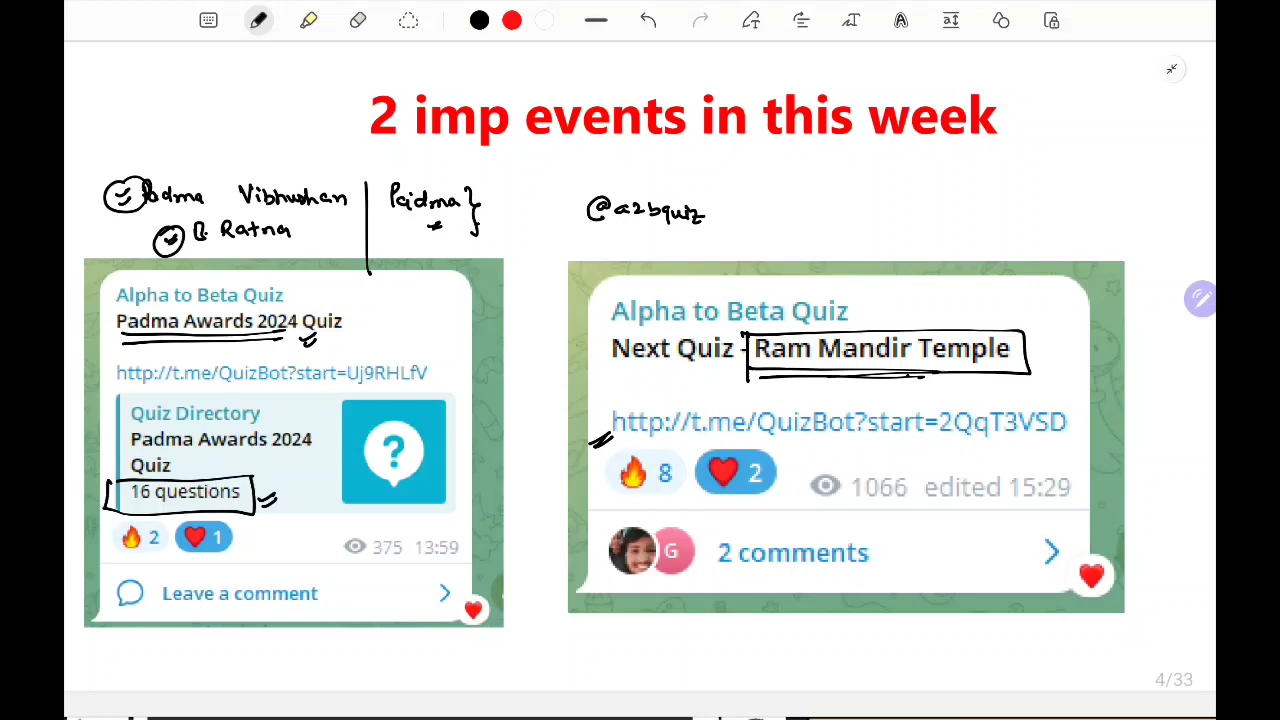 2 imp events in this week
Padma Vibhushan
B. Ratna
Padma
@a2bquiz
Alpha to Beta Quiz
Padma Awards 2024 Quiz
http://t.me/QuizBot?start=Uj9RHLfV
Quiz Directory
Padma Awards 2024
Quiz
16 questions
2 1
375 13:59
Leave a comment
Alpha to Beta Quiz
Next Quiz - Ram Mandir Temple
http://t.me/QuizBot?start=2QqT3VSD
8 2
1066 edited 15:29
G
2 comments
4/33